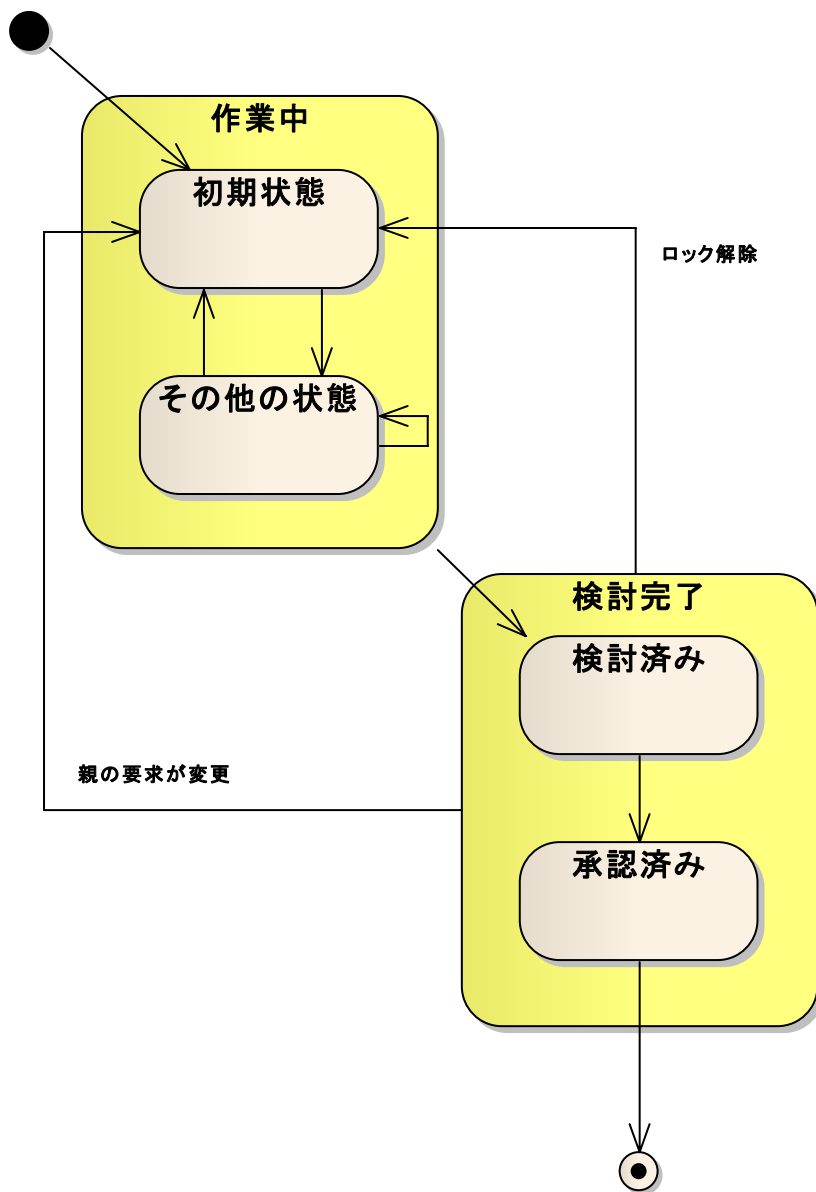 作業中
初期状態
ロック解除
その他の状態
検討完了
検討済み
親の要求が変更
承認済み